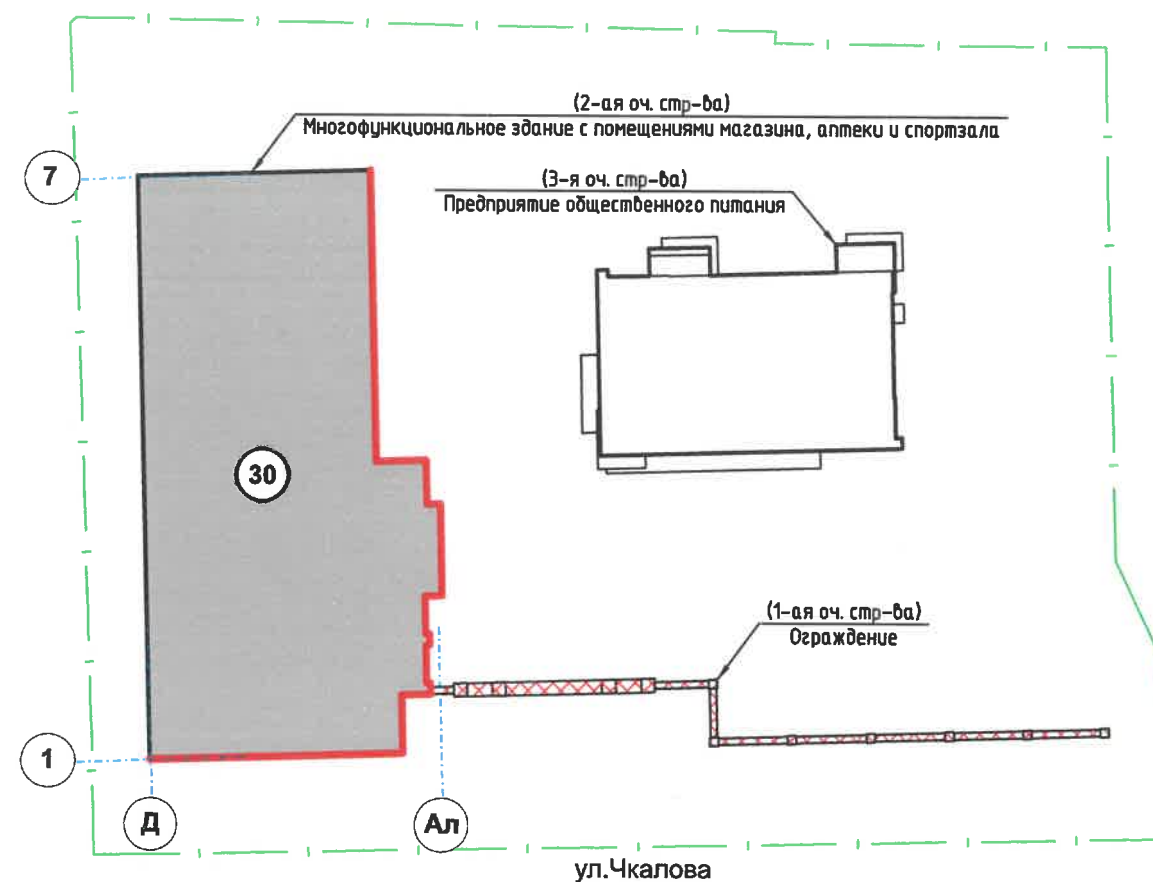 (2-ая оч. стр-ва)
Многофункциональное здание с помещениями магазина, аптеки и спортзала
7
(3-я оч. стр-ва)
Предприятие общественного питания
30
(1-ая оч. стр-ва)
Ограждение
1
Д
Ал
ул.Чкалова